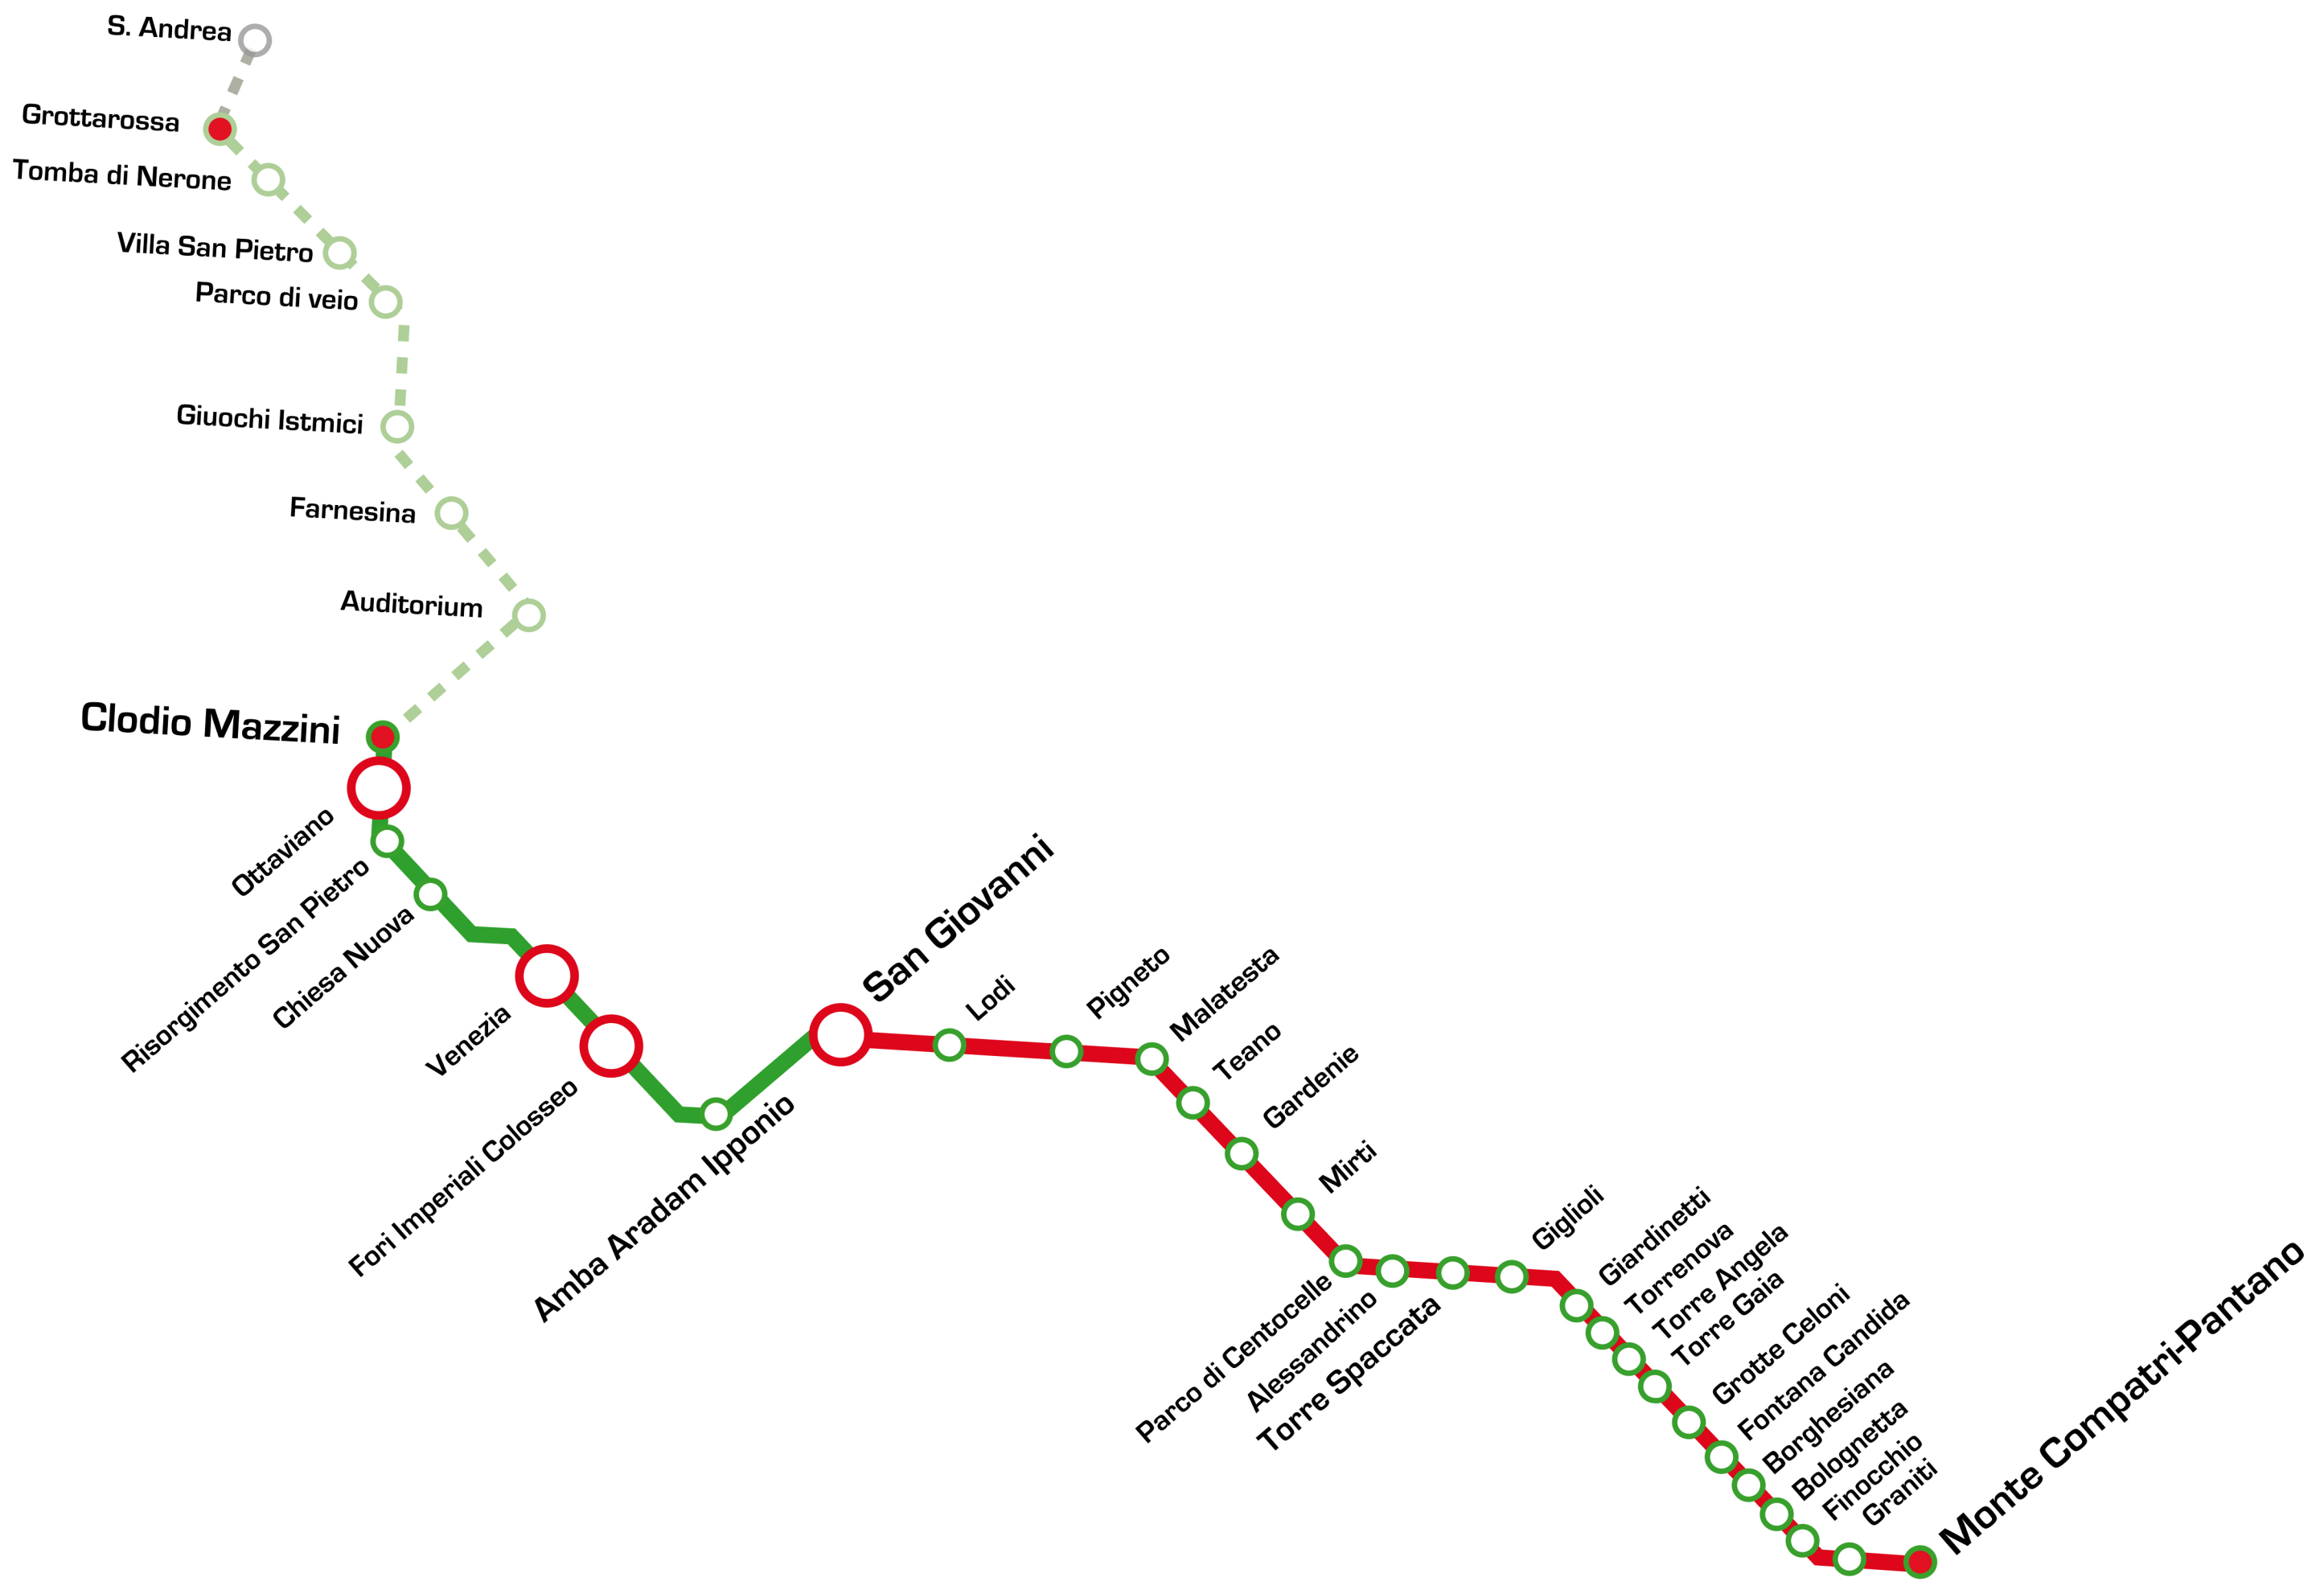 S. Andrea
Grottarossa
Tomba di Nerone
Villa San Pietro
Parco di veio
Giuochi Istmici
Farnesina
Auditorium
Clodio Mazzini
Ottaviano
Risorgimento San Pietro
Chiesa Nuova
Venezia
Fori Imperiali Colosseo
Amba Aradam Ipponio
San Giovanni
Lodi
Pigneto
Malatesta
Teano
Gardenie
Mirti
Parco di Centocelle
Alessandrino
Torre Spaccata
Giglioli
Giardinetti
Torrenova
Torre Angela
Torre Gaia
Grotte Celoni
Fontana Candida
Borghesiana
Bolognetta
Finocchio
Graniti
Monte Compatri-Pantano